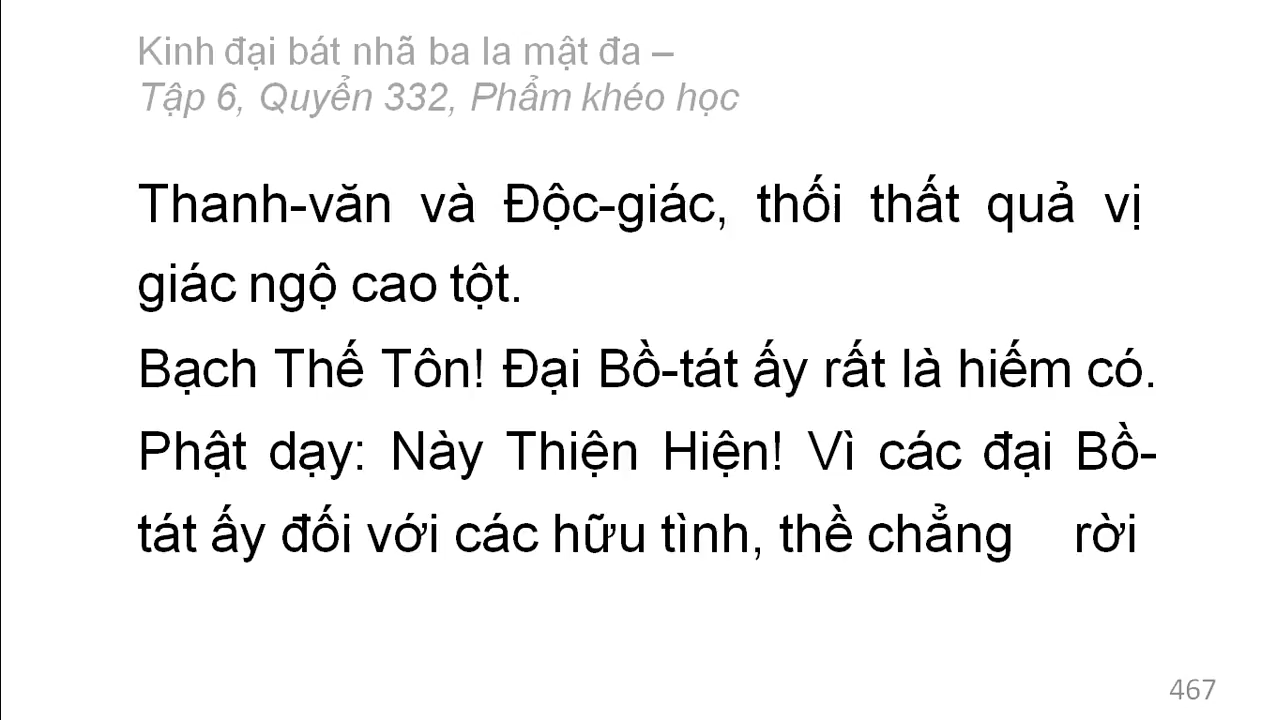 Kinh đại bát nhã ba la mật đa –
Tập 6, Quyển 332, Phẩm khéo học
Thanh-văn và Độc-giác, thối thất quả vị
giác ngộ cao tột.
Bạch Thế Tôn! Đại Bồ-tát ấy rất là hiếm có.
Phật dạy: Này Thiện Hiện! Vì các đại Bồ-
tát ấy đối với các hữu tình, thề chẳng rời
467